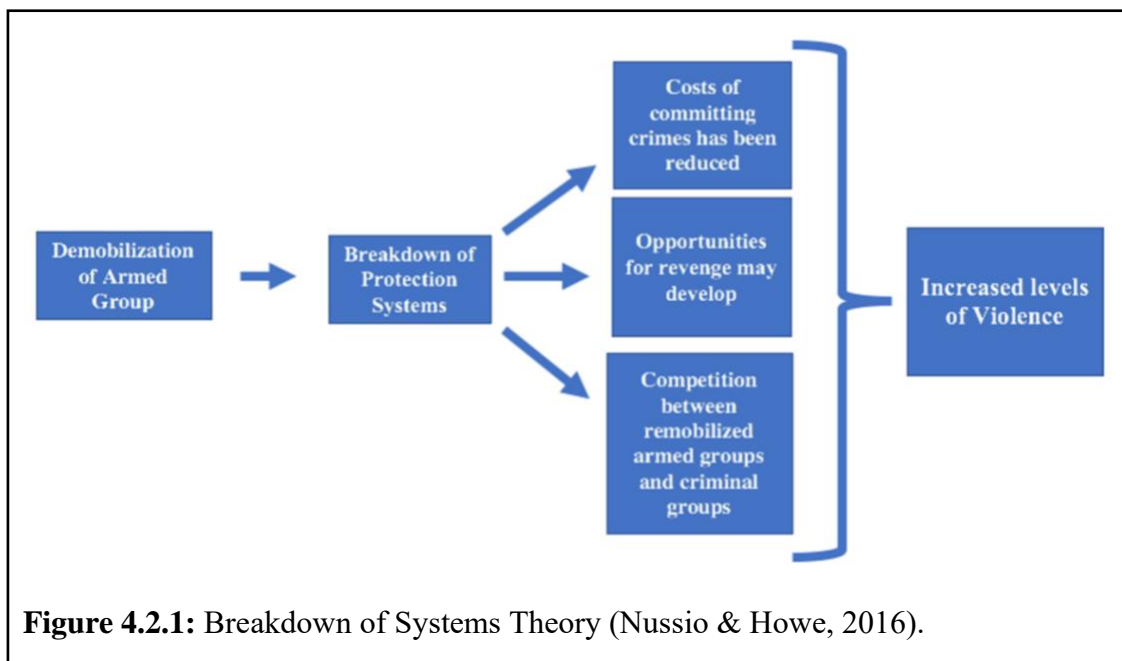 Demobilization
of Armed
Group
Breakdown of
Protection
Systems
Costs of
committing
crimes has been
reduced
Opportunities
for revenge may
develop
Competition
between
remobilized
armed groups
and criminal
groups
Increased levels
of Violence
Figure 4.2.1: Breakdown of Systems Theory (Nussio & Howe, 2016).